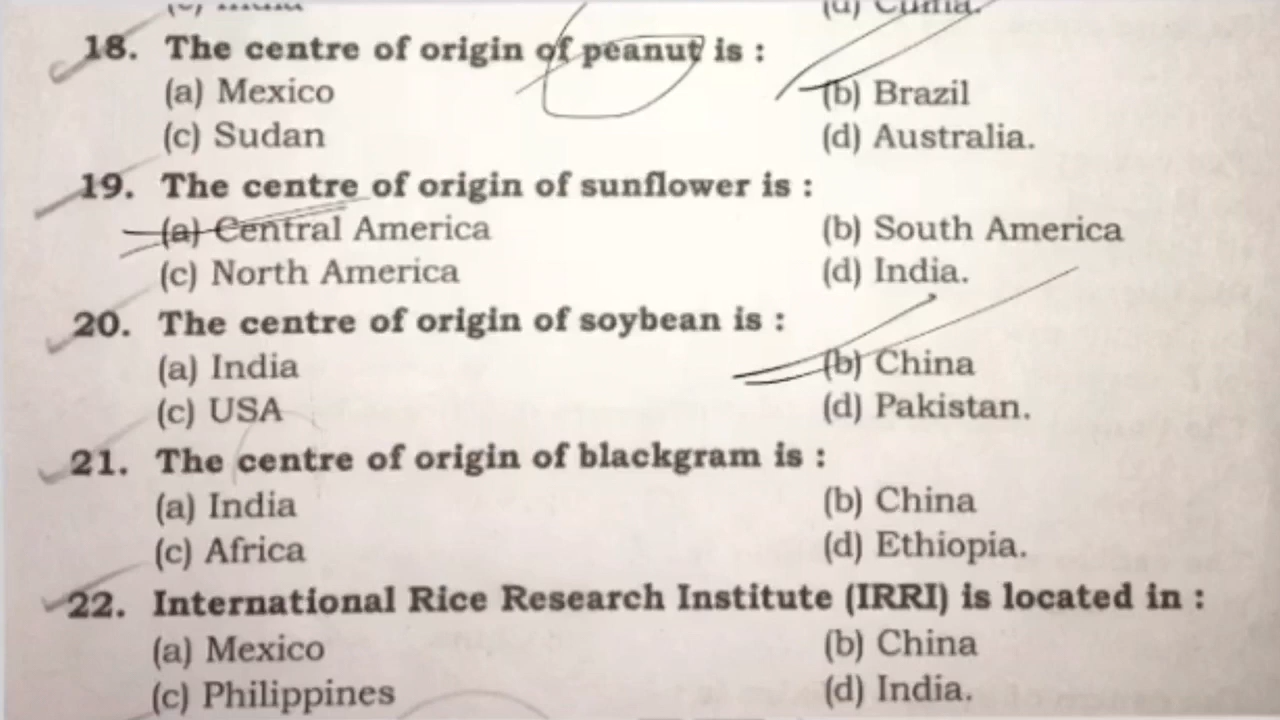 18. The centre of origin of peanut is :
(a) Mexico (b) Brazil
(c) Sudan (d) Australia.
19. The centre of origin of sunflower is :
(a) Central America (b) South America
(c) North America (d) India.
20. The centre of origin of soybean is :
(a) India (b) China
(c) USA (d) Pakistan.
21. The centre of origin of blackgram is :
(a) India (b) China
(c) Africa (d) Ethiopia.
22. International Rice Research Institute (IRRI) is located in :
(a) Mexico (b) China
(c) Philippines (d) India.